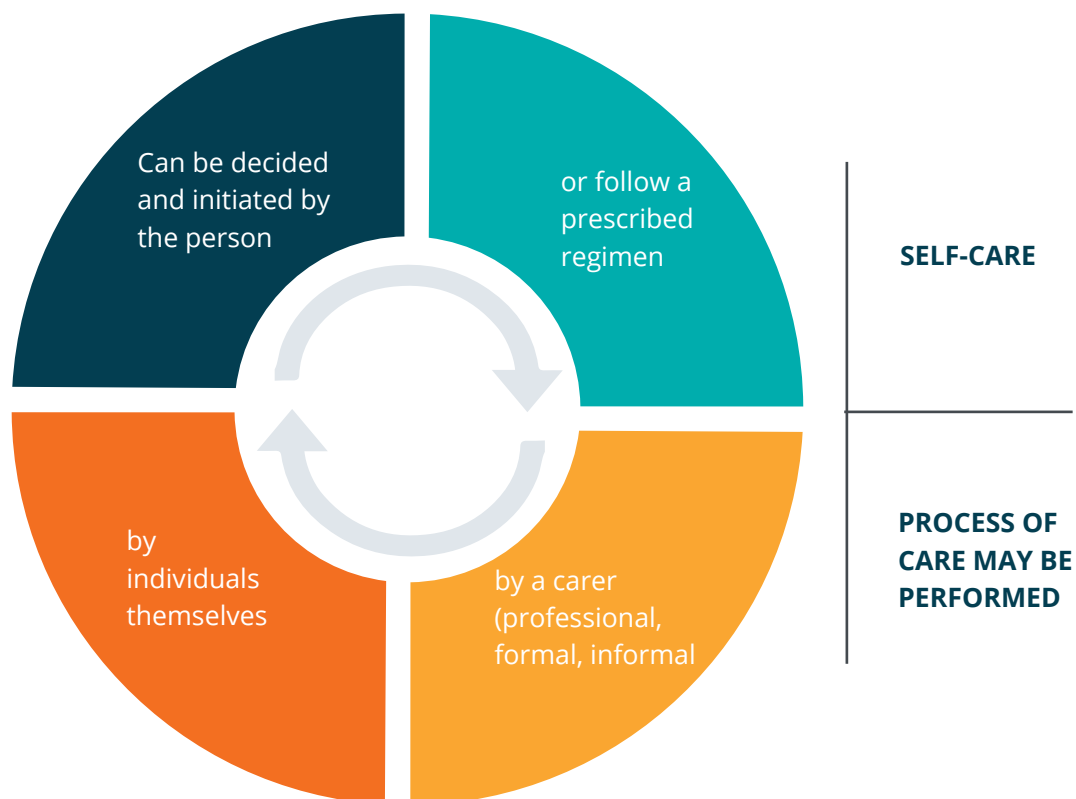 Can be decided
and initiated by
the person
or follow a
prescribed
regimen
SELF-CARE
by
individuals
themselves
by a carer
(professional,
formal, informal
PROCESS OF
CARE MAY BE
PERFORMED